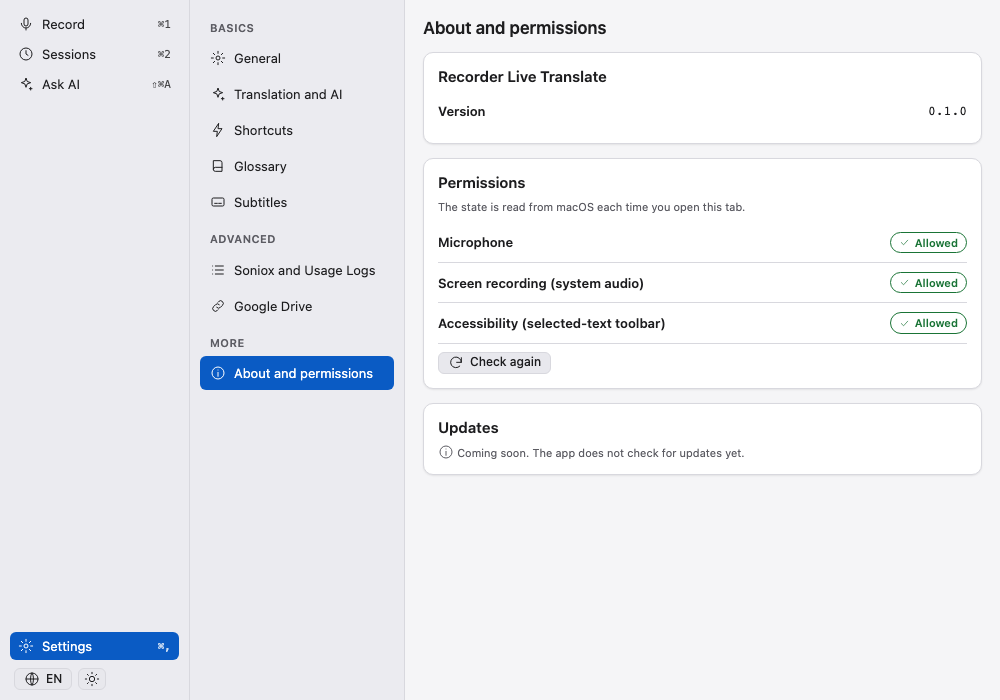 Record ⌘1
Sessions ⌘2
Ask AI ⇧⌘A
Settings ⌘,
EN
BASICS
General
Translation and AI
Shortcuts
Glossary
Subtitles
ADVANCED
Soniox and Usage Logs
Google Drive
MORE
About and permissions
About and permissions
Recorder Live Translate
Version 0.1.0
Permissions
The state is read from macOS each time you open this tab.
Microphone Allowed
Screen recording (system audio) Allowed
Accessibility (selected-text toolbar) Allowed
Check again
Updates
Coming soon. The app does not check for updates yet.